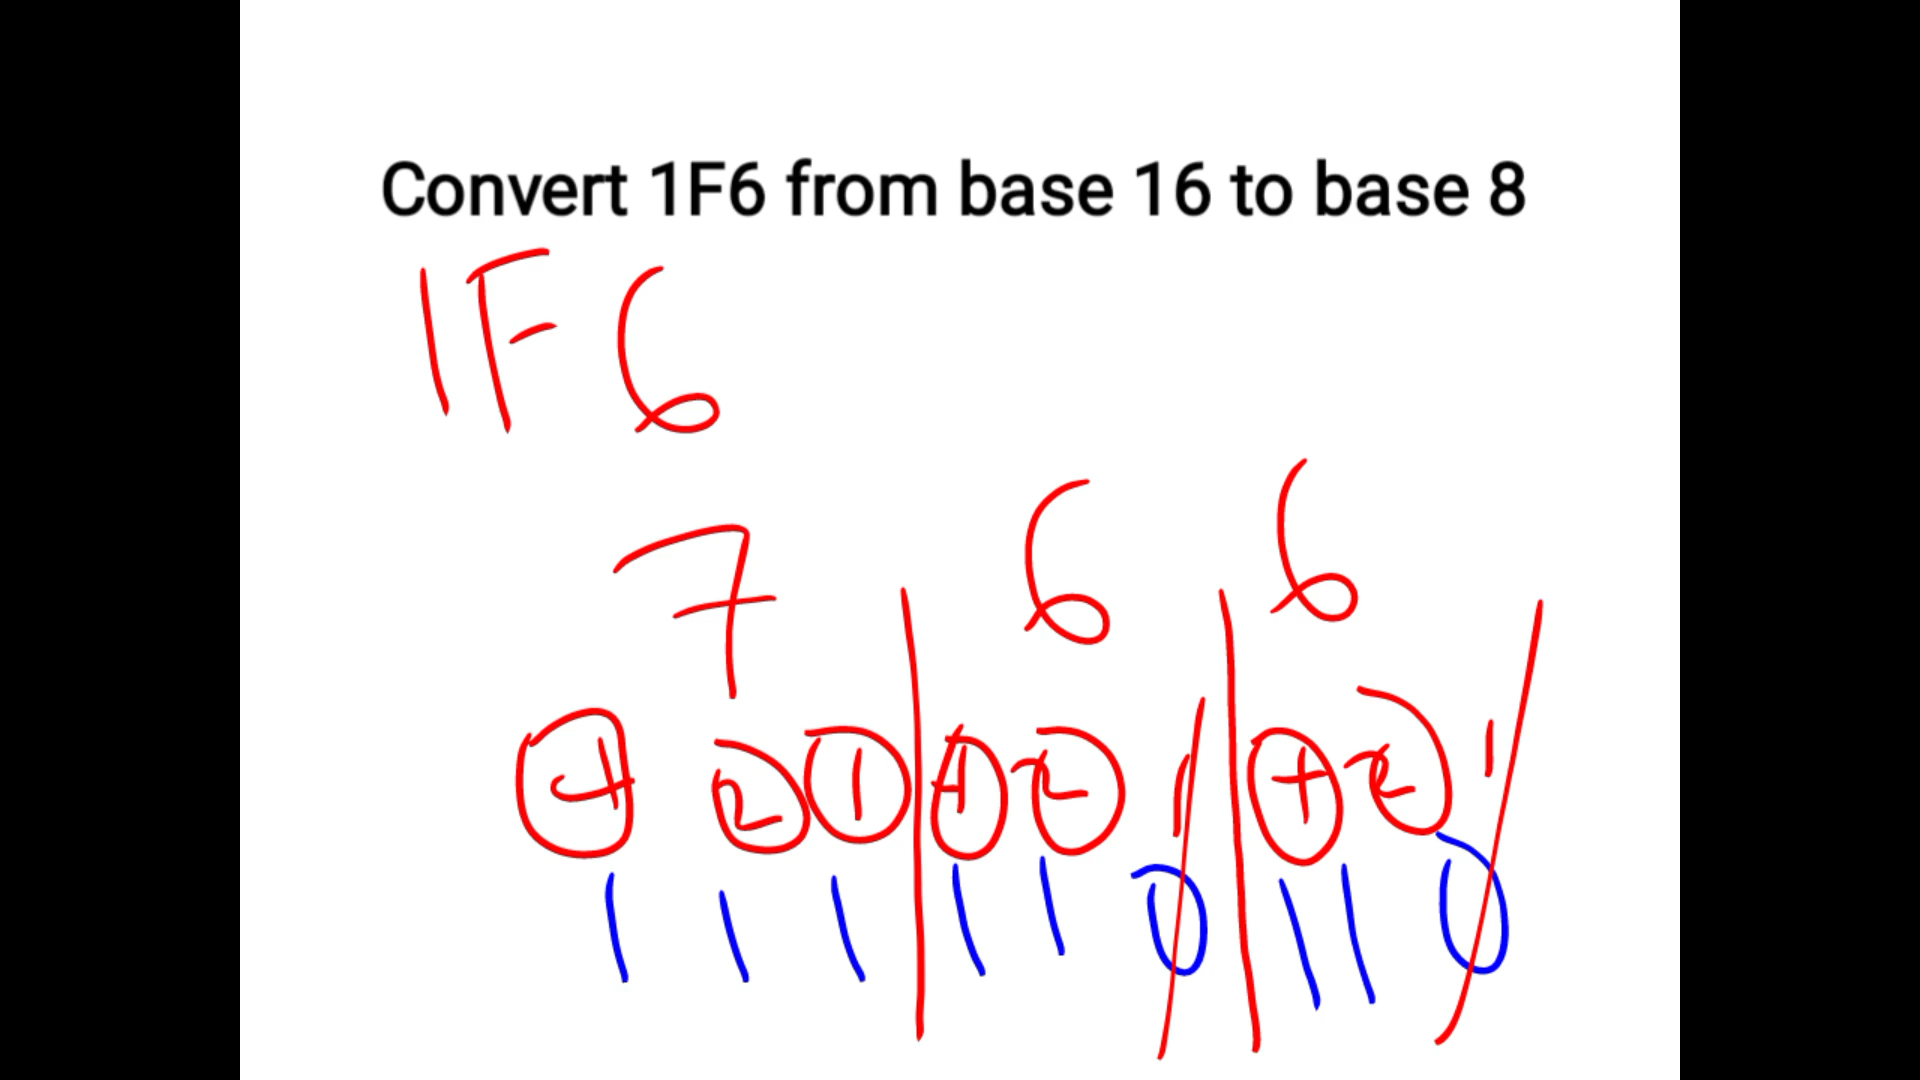 Convert 1F6 from base 16 to base 8
1F6
7 6 6
4 2 1 4 2 1 4 2 1
1 1 1 1 1 0 1 1 0